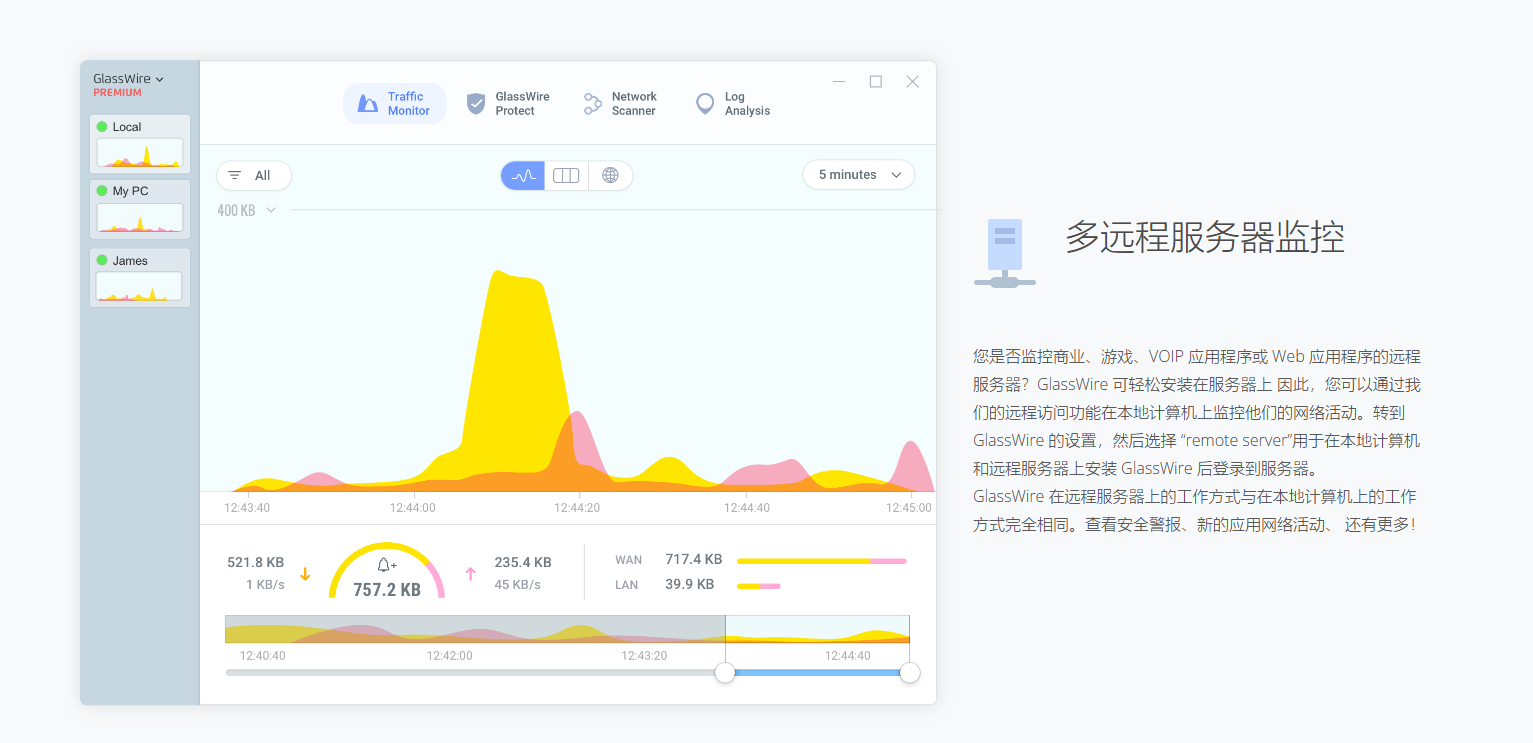 GlassWire
PREMIUM
Local
My PC
James
Traffic
Monitor
GlassWire
Protect
Network
Scanner
Log
Analysis
All
5 minutes
400 KB
12:43:40
12:44:00
12:44:20
12:44:40
12:45:00
521.8 KB
1 KB/s
757.2 KB
235.4 KB
45 KB/s
WAN 717.4 KB
LAN 39.9 KB
12:40:40
12:42:00
12:43:20
12:44:40
多远程服务器监控
您是否监控商业、游戏、VOIP 应用程序或 Web 应用程序的远程
服务器？GlassWire 可轻松安装在服务器上 因此，您可以通过我
们的远程访问功能在本地计算机上监控他们的网络活动。转到
GlassWire 的设置，然后选择 “remote server”用于在本地计算机
和远程服务器上安装 GlassWire 后登录到服务器。
GlassWire 在远程服务器上的工作方式与在本地计算机上的工作
方式完全相同。查看安全警报、新的应用网络活动、 还有更多！